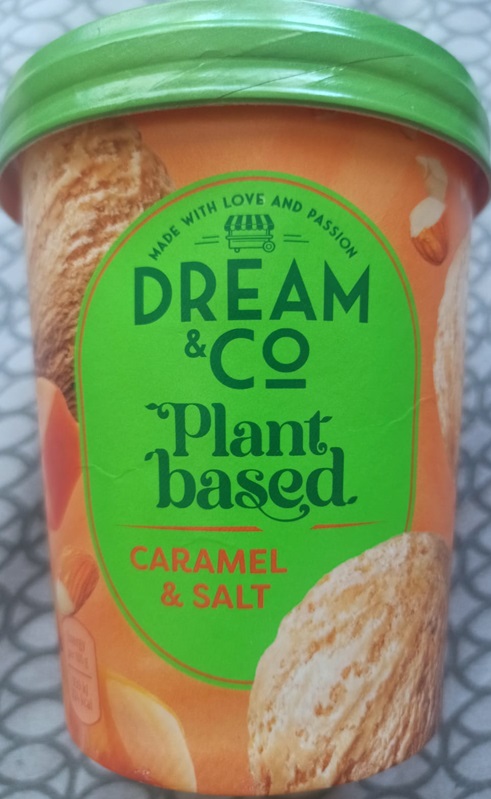 MADE WITH LOVE AND PASSION
DREAM
& Co
Plant
based
CARAMEL
& SALT